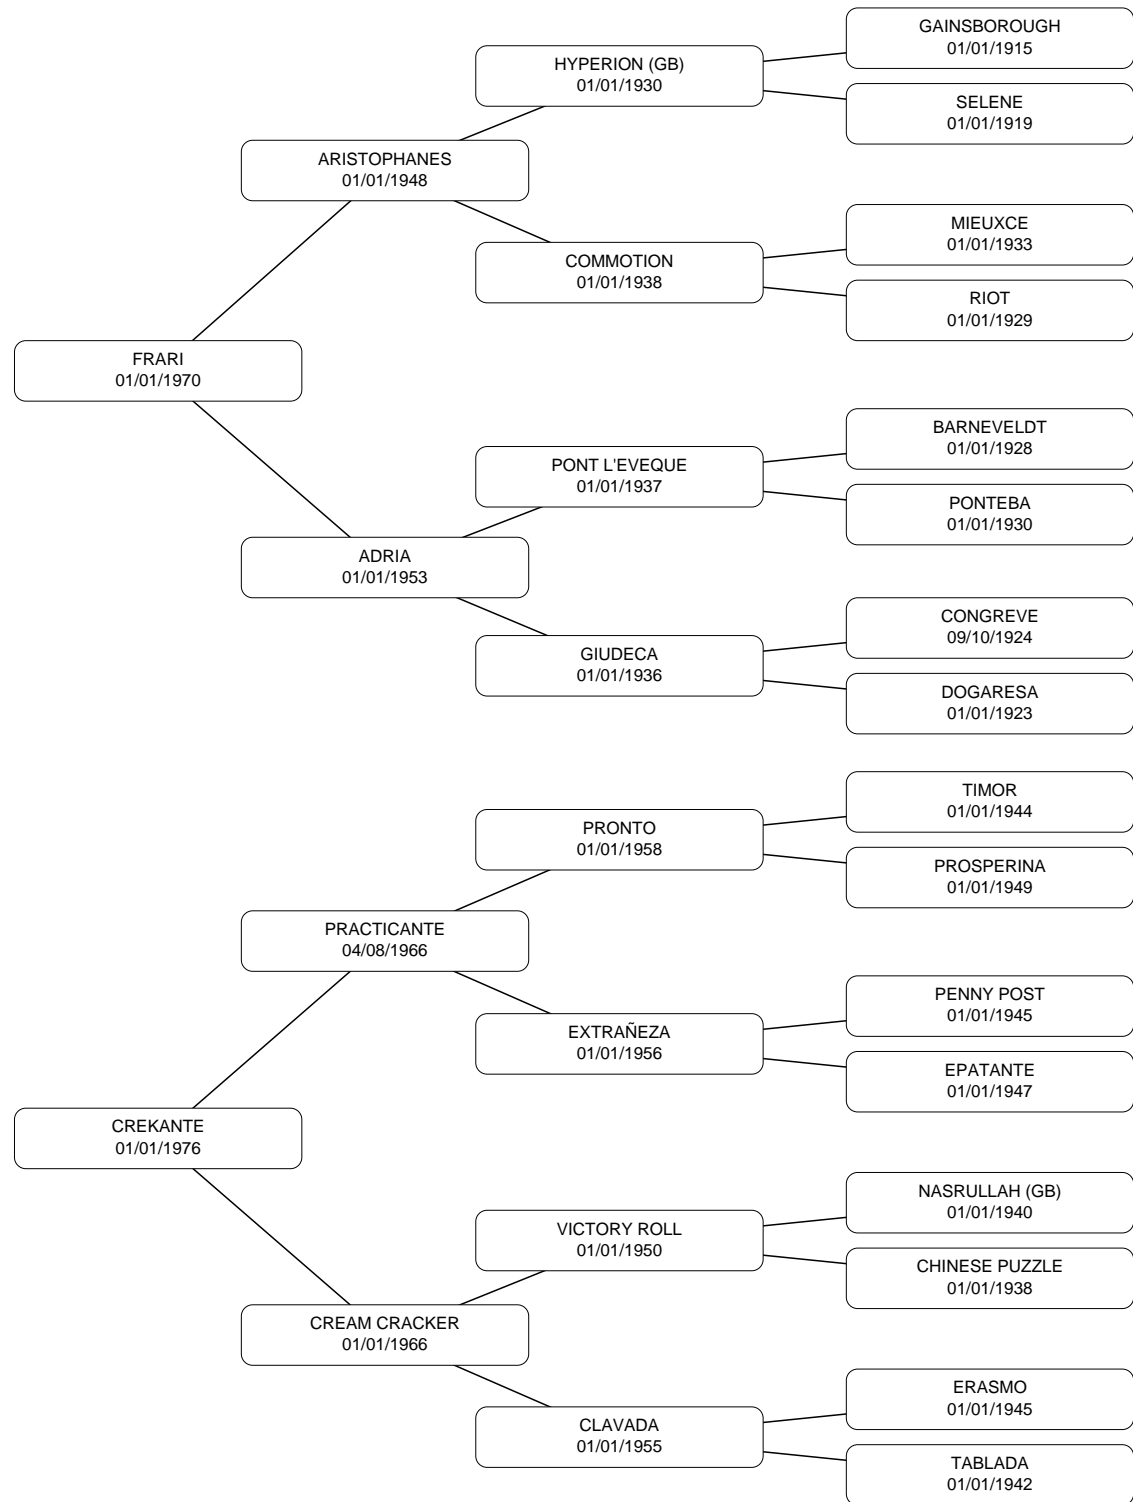 GAINSBOROUGH
01/01/1915
HYPERION (GB)
01/01/1930
SELENE
01/01/1919
ARISTOPHANES
01/01/1948
MIEUXCE
01/01/1933
COMMOTION
01/01/1938
RIOT
01/01/1929
FRARI
01/01/1970
BARNEVELDT
01/01/1928
PONT L'EVEQUE
01/01/1937
PONTEBA
01/01/1930
ADRIA
01/01/1953
CONGREVE
09/10/1924
GIUDECA
01/01/1936
DOGARESA
01/01/1923
TIMOR
01/01/1944
PRONTO
01/01/1958
PROSPERINA
01/01/1949
PRACTICANTE
04/08/1966
PENNY POST
01/01/1945
EXTRAÑEZA
01/01/1956
EPATANTE
01/01/1947
CREKANTE
01/01/1976
NASRULLAH (GB)
01/01/1940
VICTORY ROLL
01/01/1950
CHINESE PUZZLE
01/01/1938
CREAM CRACKER
01/01/1966
ERASMO
01/01/1945
CLAVADA
01/01/1955
TABLADA
01/01/1942